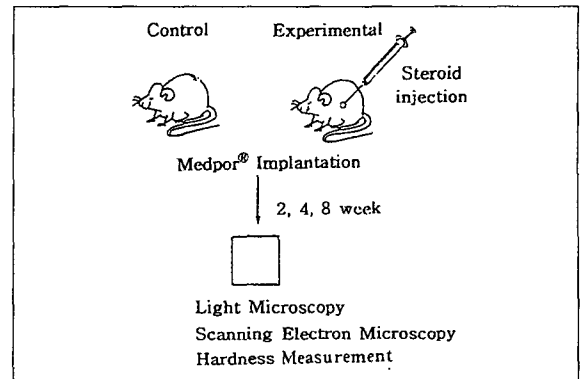 Control
Experimental
Steroid
injection
Medpor® Implantation
2, 4, 8 week
Light Microscopy
Scanning Electron Microscopy
Hardness Measurement